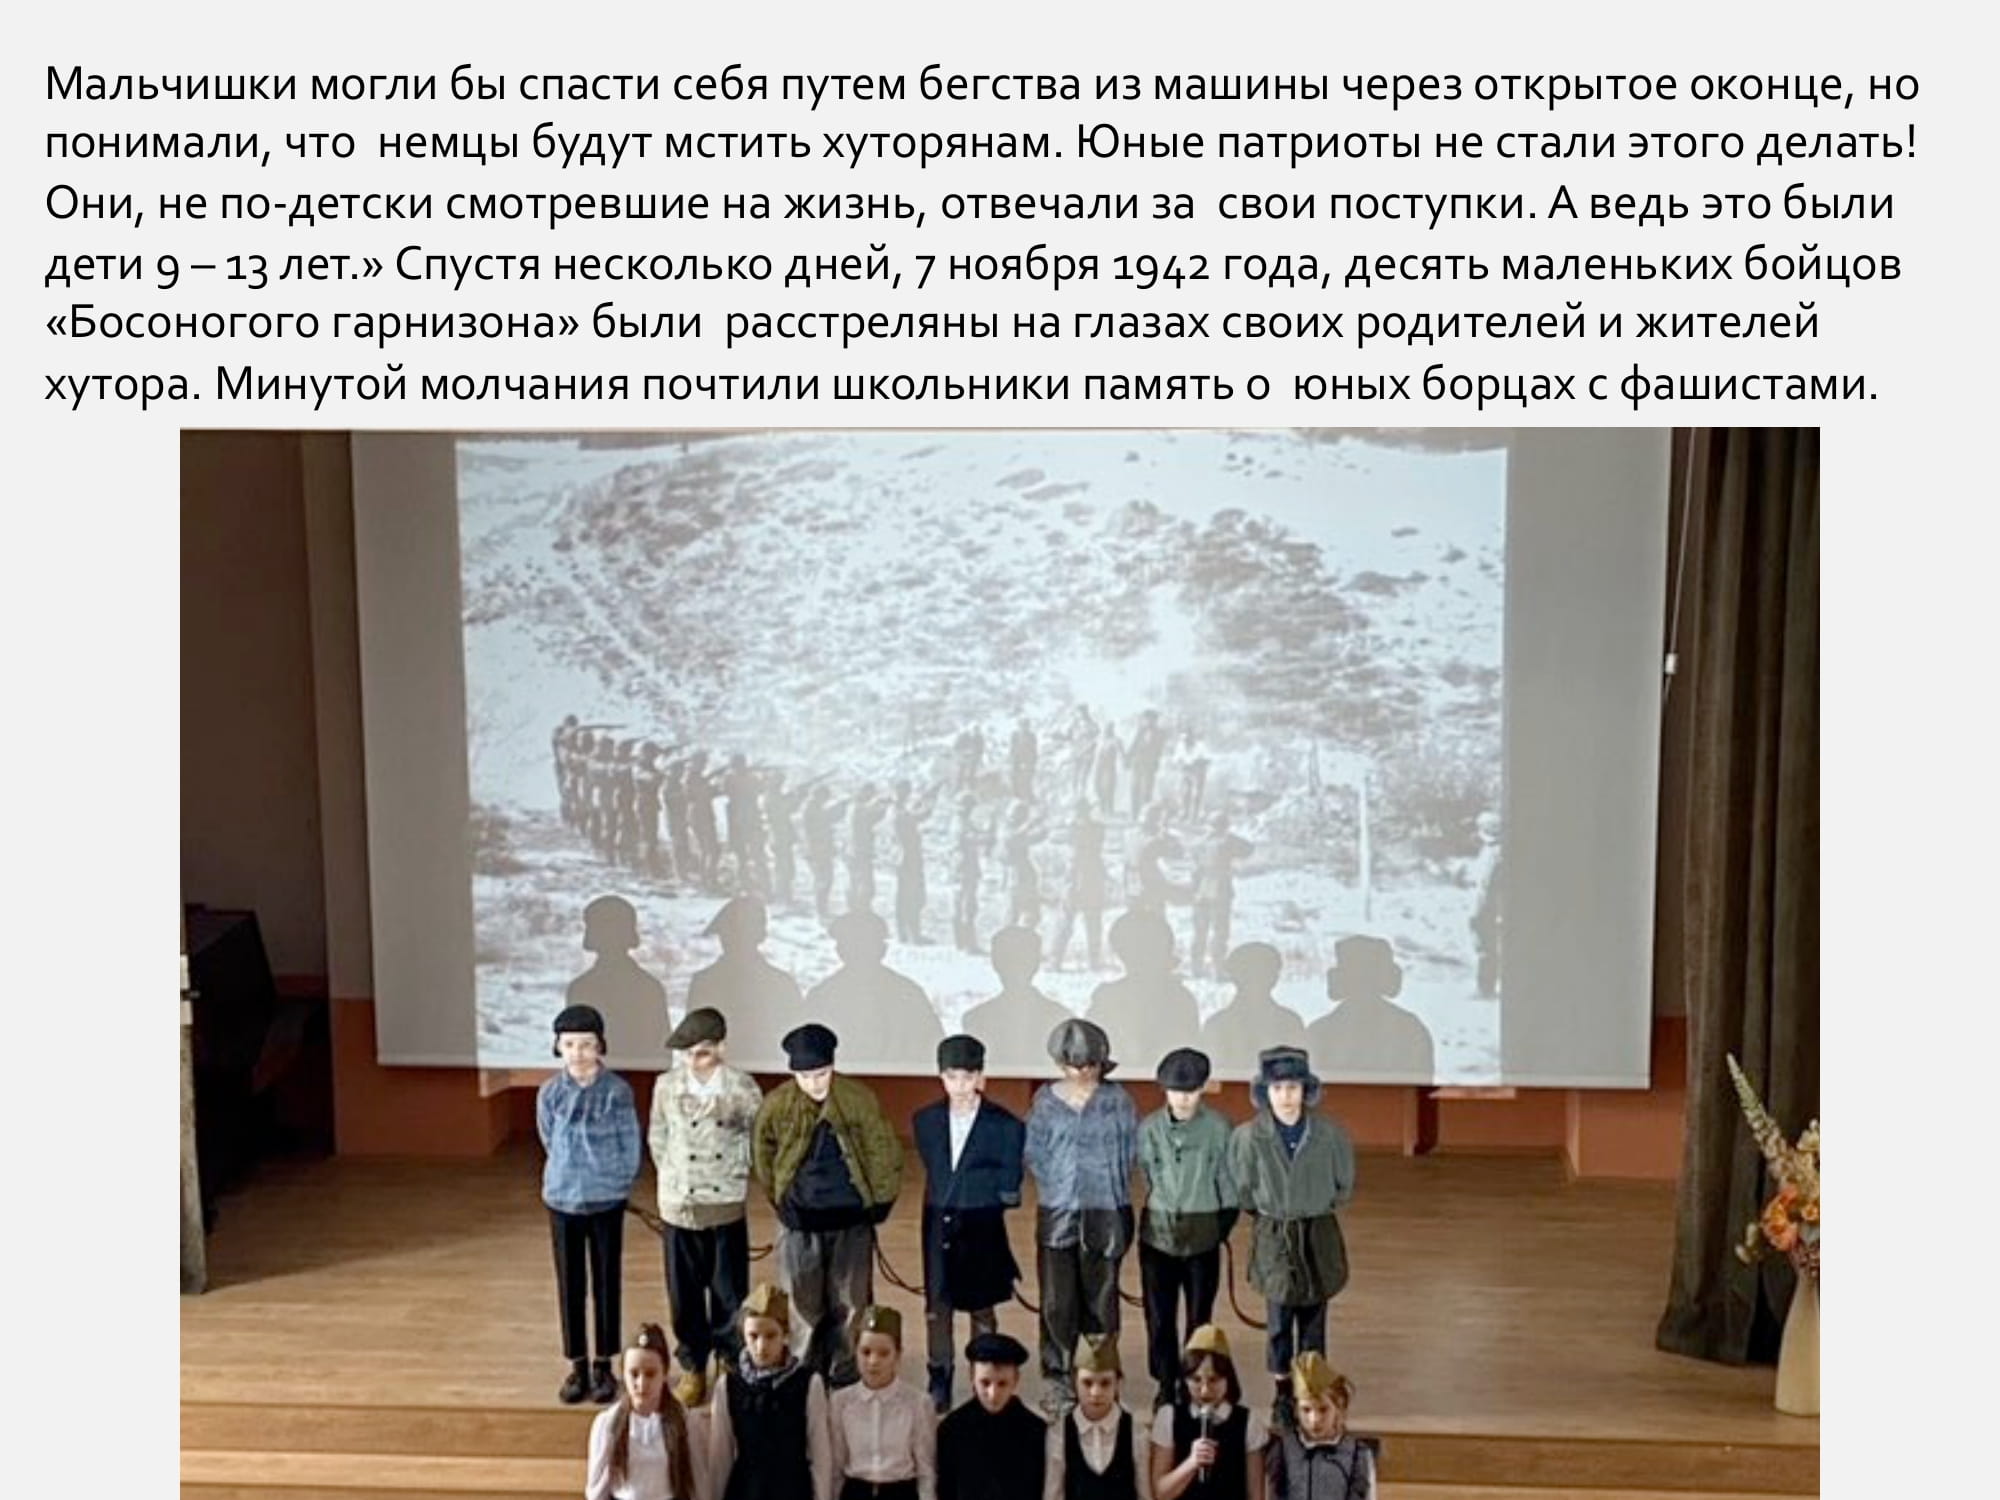 Мальчишки могли бы спасти себя путем бегства из машины через открытое оконце, но
понимали, что  немцы будут мстить хуторянам. Юные патриоты не стали этого делать!
Они, не по-детски смотревшие на жизнь, отвечали за  свои поступки. А ведь это были
дети 9 – 13 лет.» Спустя несколько дней, 7 ноября 1942 года, десять маленьких бойцов
«Босоногого гарнизона» были  расстреляны на глазах своих родителей и жителей
хутора. Минутой молчания почтили школьники память о  юных борцах с фашистами.